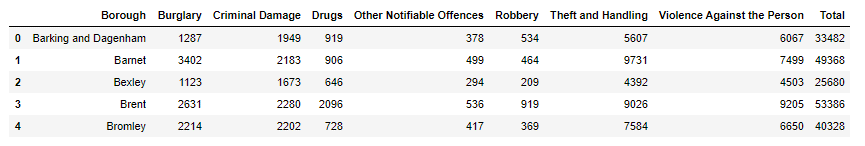 Borough Burglary Criminal Damage Drugs Other Notifiable Offences Robbery Theft and Handling Violence Against the Person Total
0 Barking and Dagenham 1287 1949 919 378 534 5607 6067 33482
1 Barnet 3402 2183 906 499 464 9731 7499 49368
2 Bexley 1123 1673 646 294 209 4392 4503 25680
3 Brent 2631 2280 2096 536 919 9026 9205 53386
4 Bromley 2214 2202 728 417 369 7584 6650 40328